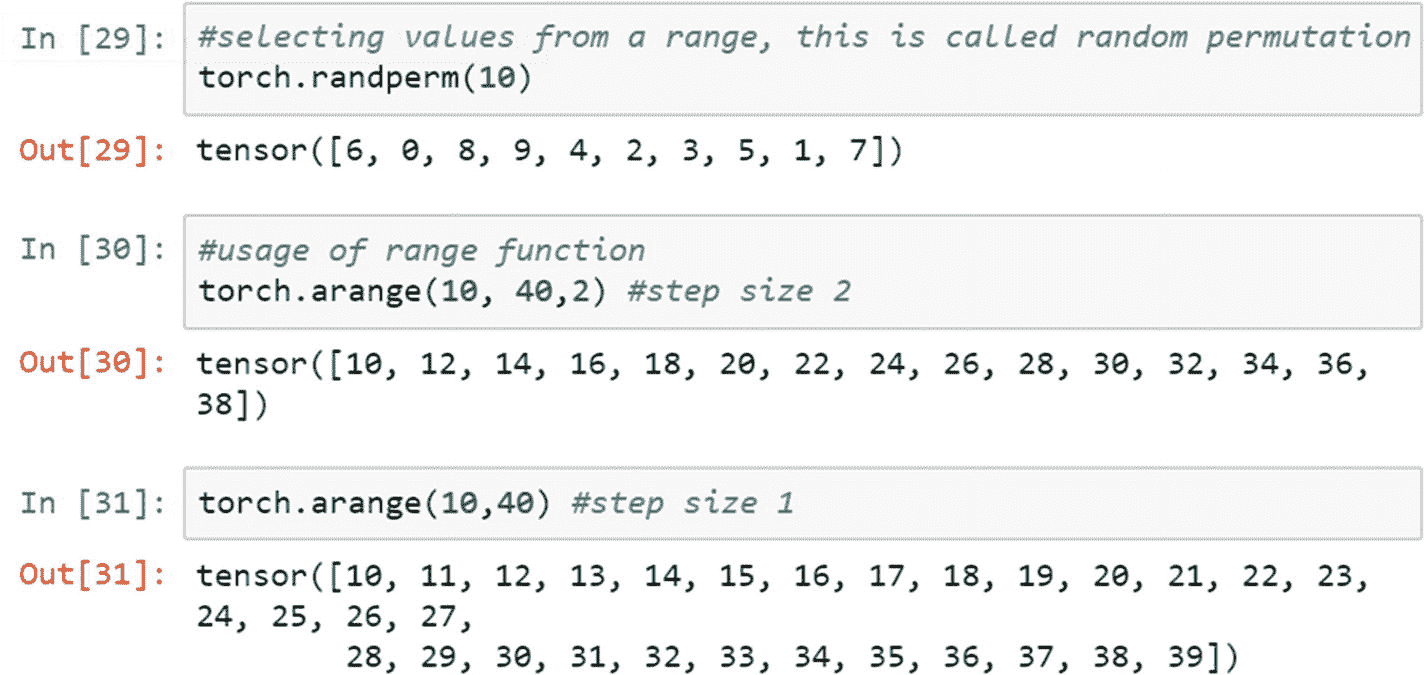 In [29]: #selecting values from a range, this is called random permutation
torch.randperm(10)
Out[29]: tensor([6, 0, 8, 9, 4, 2, 3, 5, 1, 7])
In [30]: #usage of range function
torch.arange(10, 40,2) #step size 2
Out[30]: tensor([10, 12, 14, 16, 18, 20, 22, 24, 26, 28, 30, 32, 34, 36,
38])
In [31]: torch.arange(10,40) #step size 1
Out[31]: tensor([10, 11, 12, 13, 14, 15, 16, 17, 18, 19, 20, 21, 22, 23,
24, 25, 26, 27,
28, 29, 30, 31, 32, 33, 34, 35, 36, 37, 38, 39])